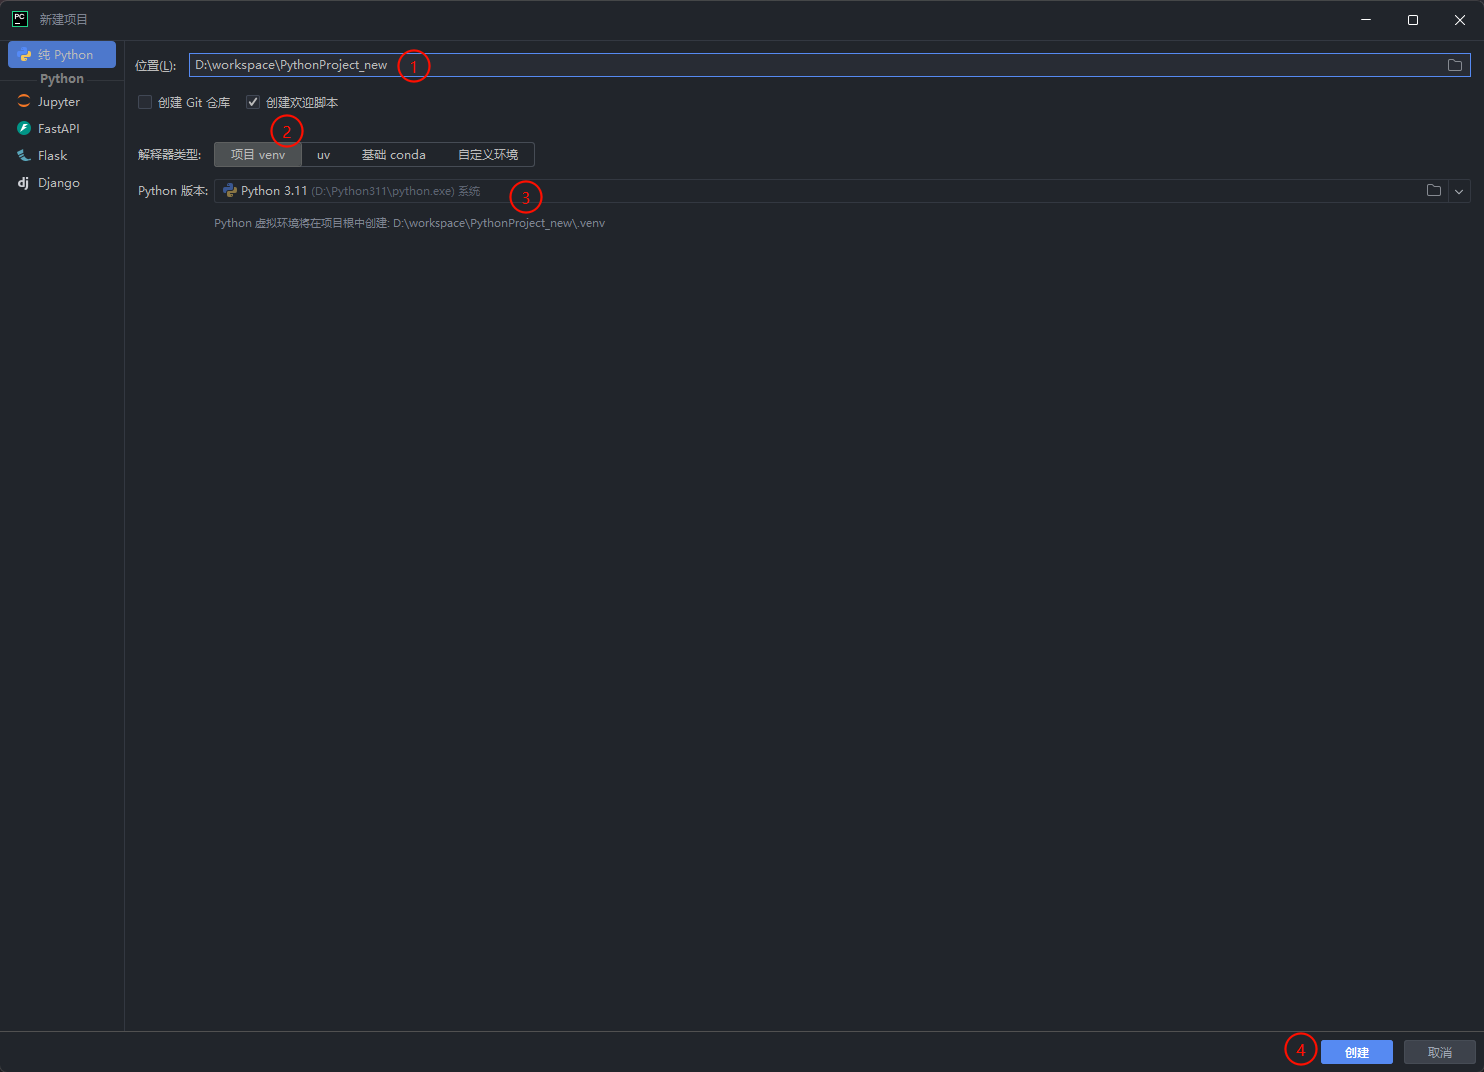 PC 新建项目
纯 Python
Python
Jupyter
FastAPI
Flask
dj Django
位置(L): D:\workspace\PythonProject_new 1
创建 Git 仓库 创建欢迎脚本
2
解释器类型: 项目 venv uv 基础 conda 自定义环境
Python 版本: Python 3.11 (D:\Python311\python.exe) 系统 3
Python 虚拟环境将在项目根中创建: D:\workspace\PythonProject_new\.venv
4 创建 取消